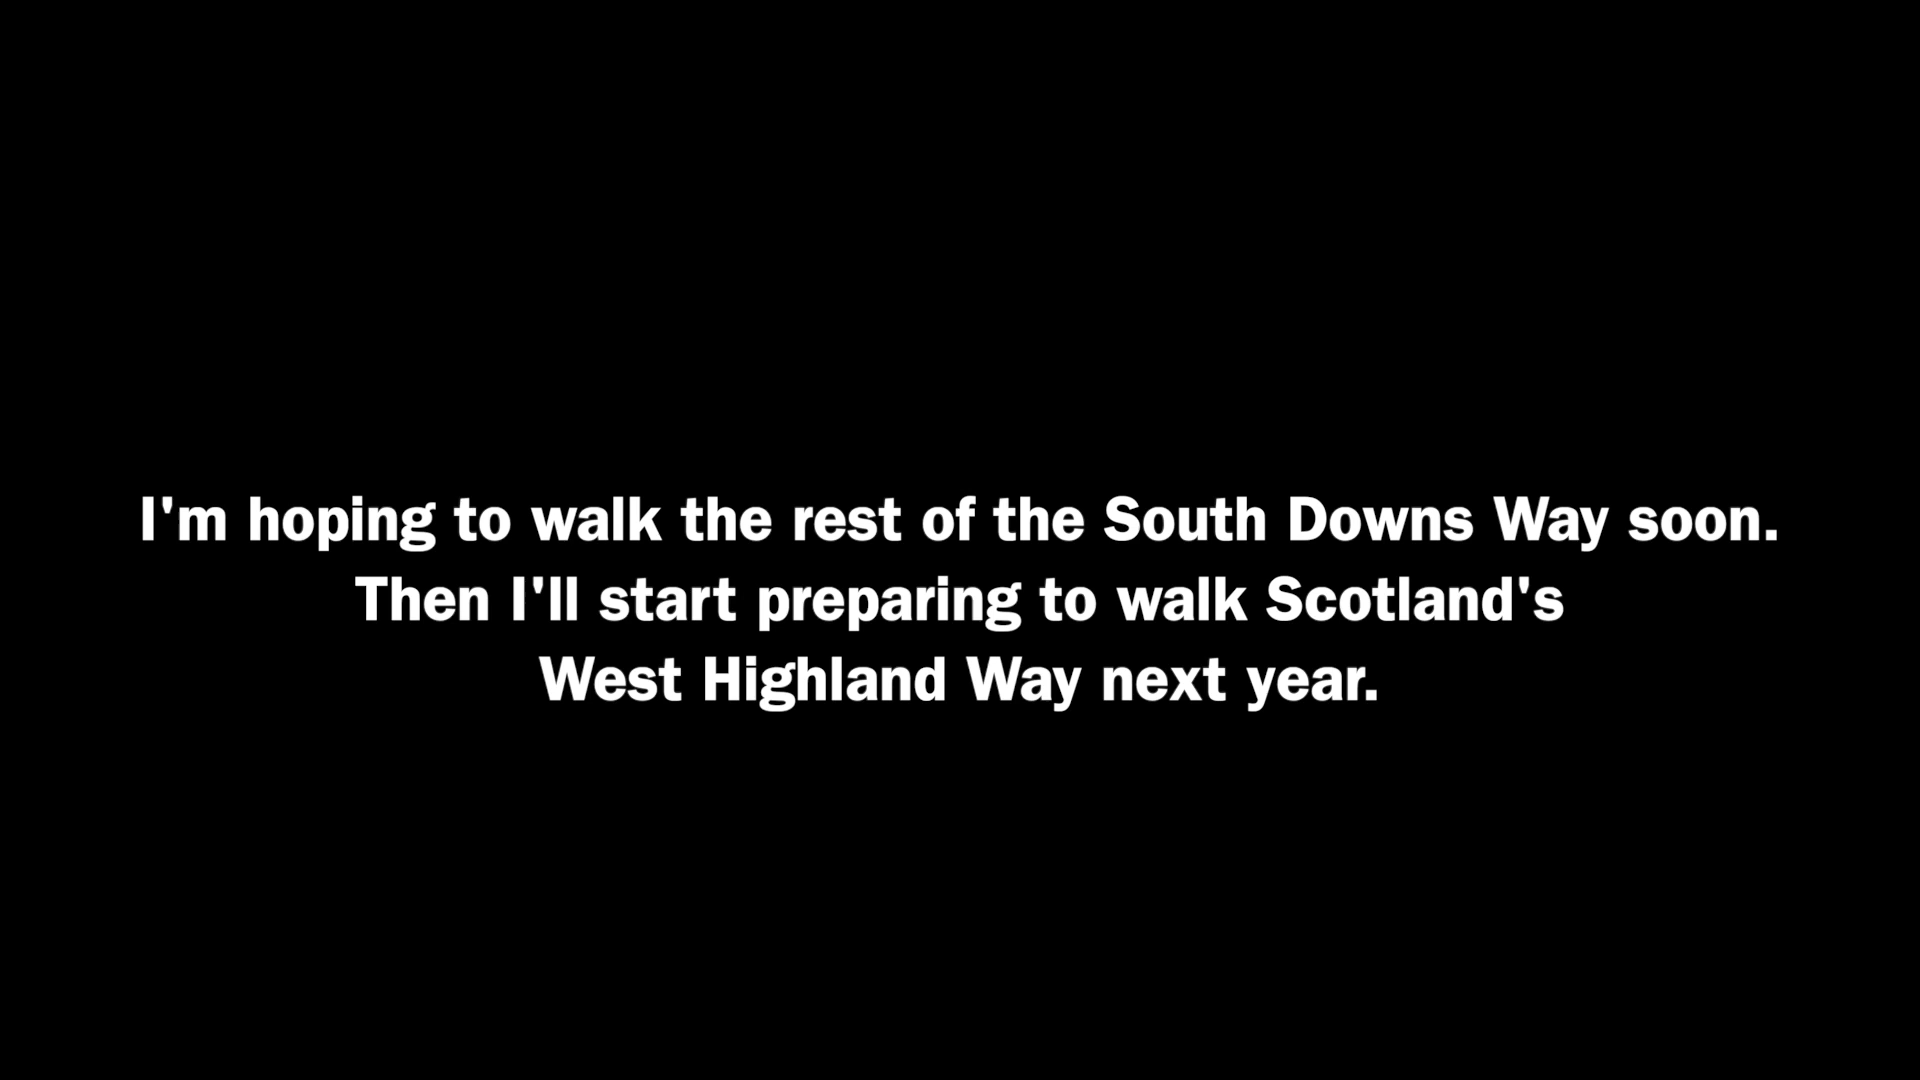 I'm hoping to walk the rest of the South Downs Way soon.
Then I'll start preparing to walk Scotland's
West Highland Way next year.